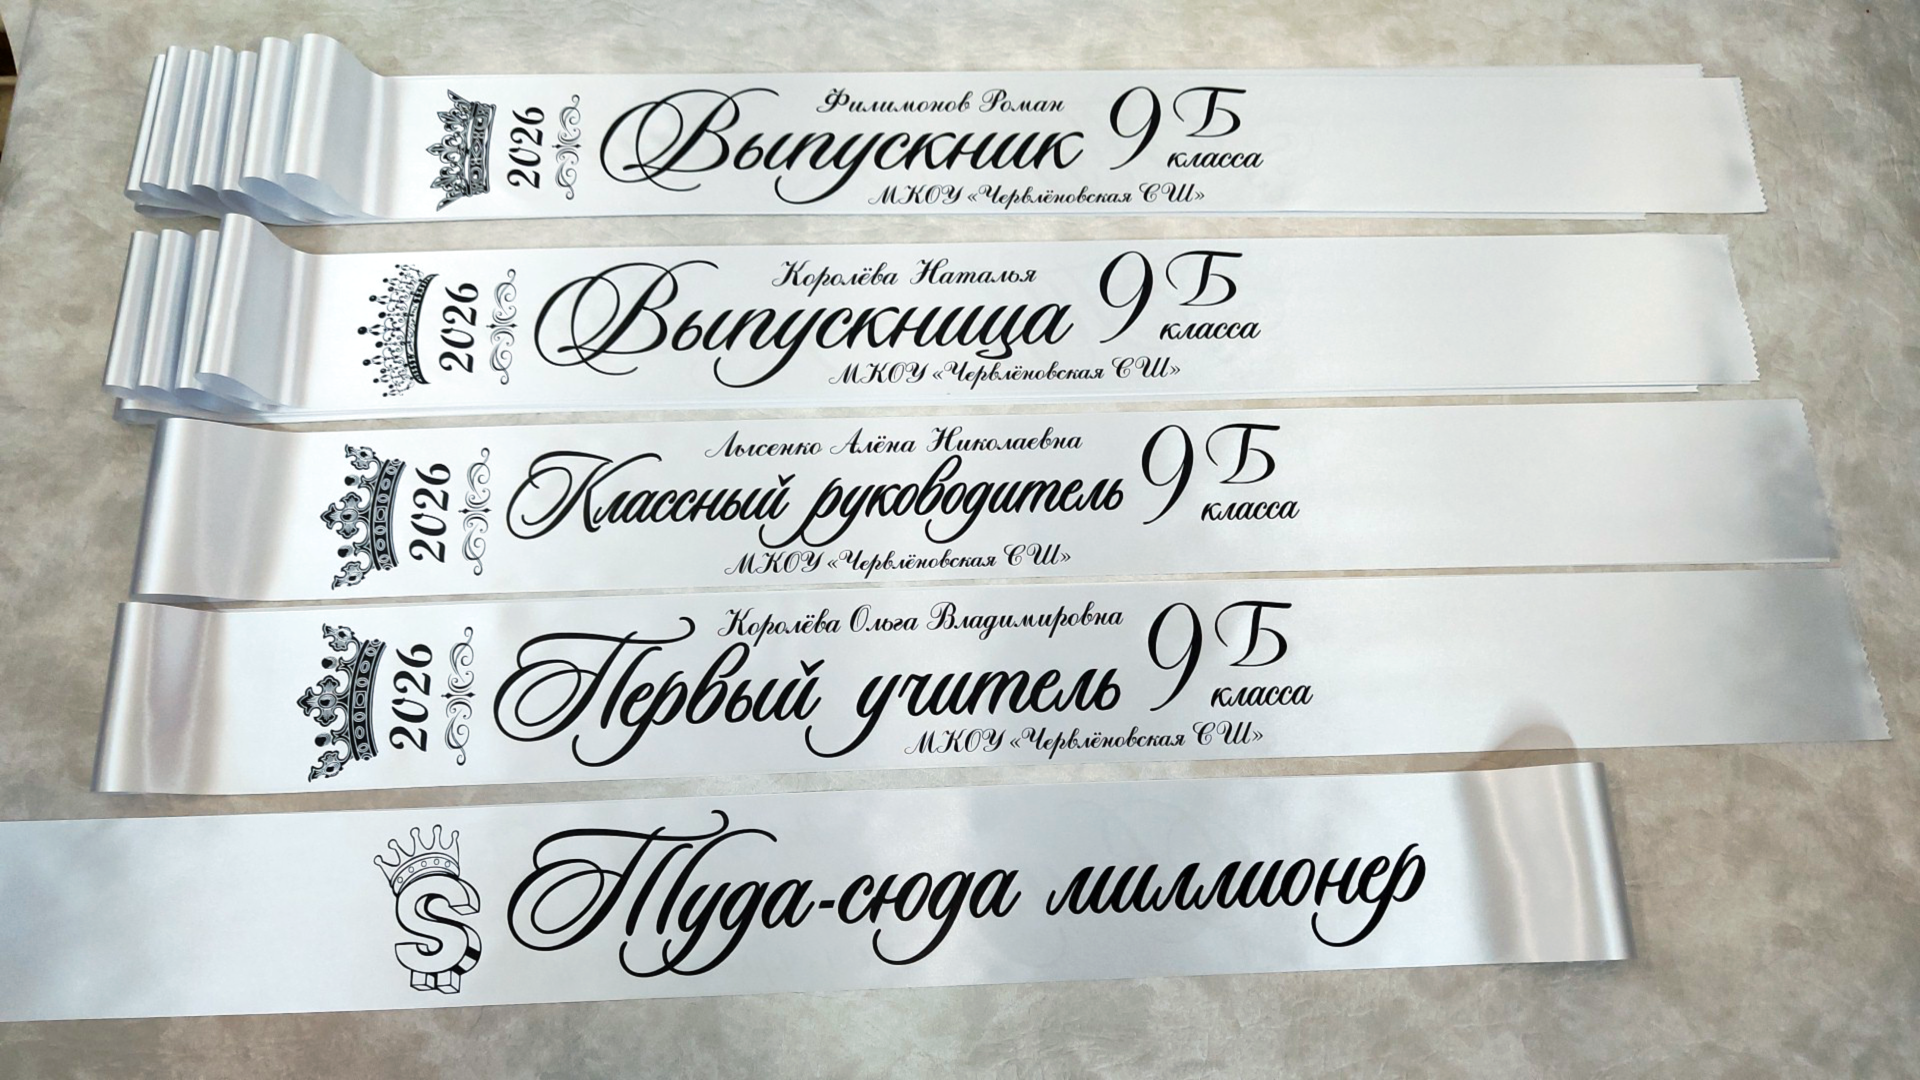 2026
Филимонов Роман
Выпускник 9 Б
класса
МКОУ «Червлёновская СШ»
2026
Королёва Наталья
Выпускница 9 Б
класса
МКОУ «Червлёновская СШ»
2026
Лысенко Алёна Николаевна
Классный руководитель 9 Б
класса
МКОУ «Червлёновская СШ»
2026
Королёва Ольга Владимировна
Первый учитель 9 Б
класса
МКОУ «Червлёновская СШ»
$ Туда-сюда миллионер